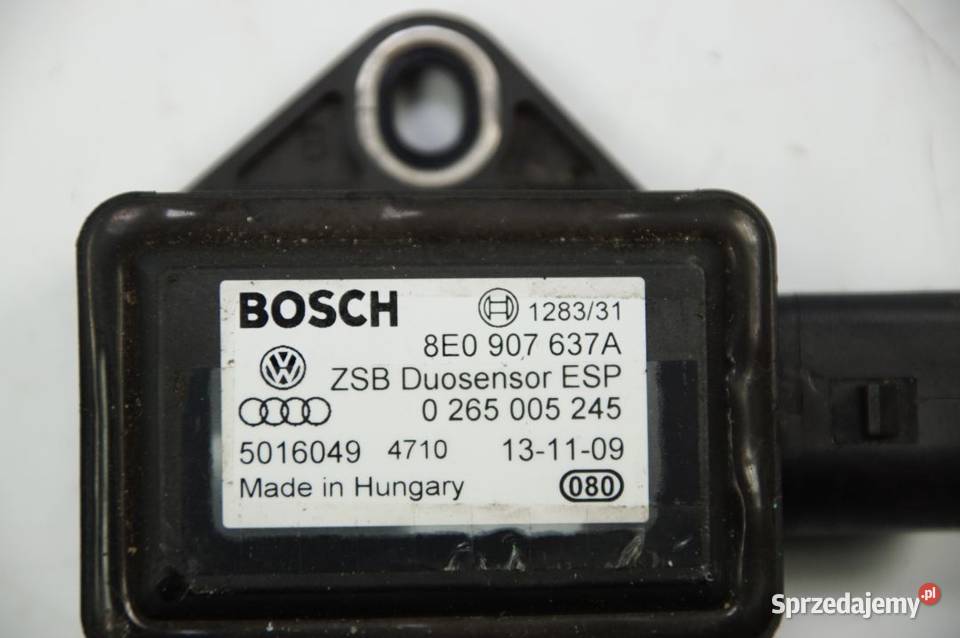 BOSCH 1283/31
8E0 907 637A
ZSB Duosensor ESP
0 265 005 245
5016049 4710 13-11-09
Made in Hungary 080
Sprzedajemy.pl